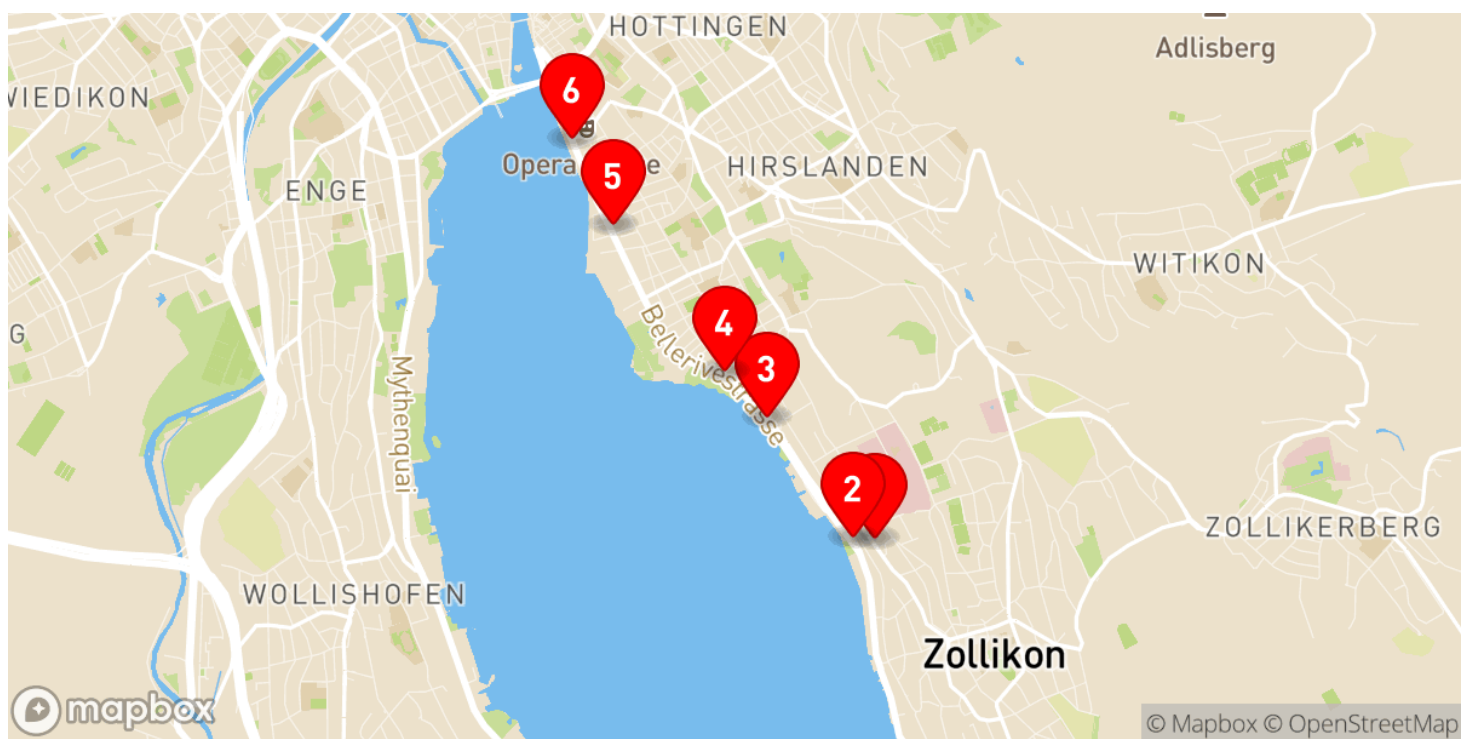 HOTTINGEN
Adlisberg
WIEDIKON
6
Opera
5
HIRSLANDEN
ENGE
WITIKON
Bellerivestrasse
4
3
G
Mythenquai
2
ZOLLIKERBERG
WOLLISHOFEN
Zollikon
mapbox
© Mapbox © OpenStreetMap